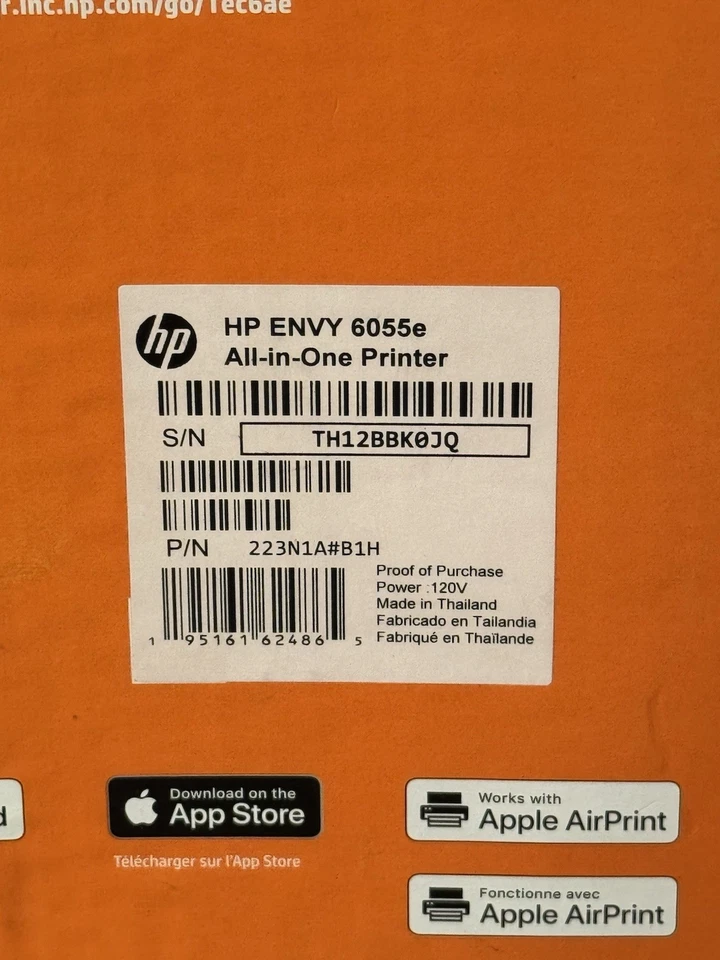 r.inc.hp.com/go/Tec6ae
hp
HP ENVY 6055e
All-in-One Printer
S/N TH12BBK0JQ
P/N 223N1A#B1H
Proof of Purchase
Power :120V
Made in Thailand
Fabricado en Tailandia
Fabriqué en Thaïlande
1 95161 62486 5
d
Download on the
App Store
Télécharger sur l'App Store
Works with
Apple AirPrint
Fonctionne avec
Apple AirPrint